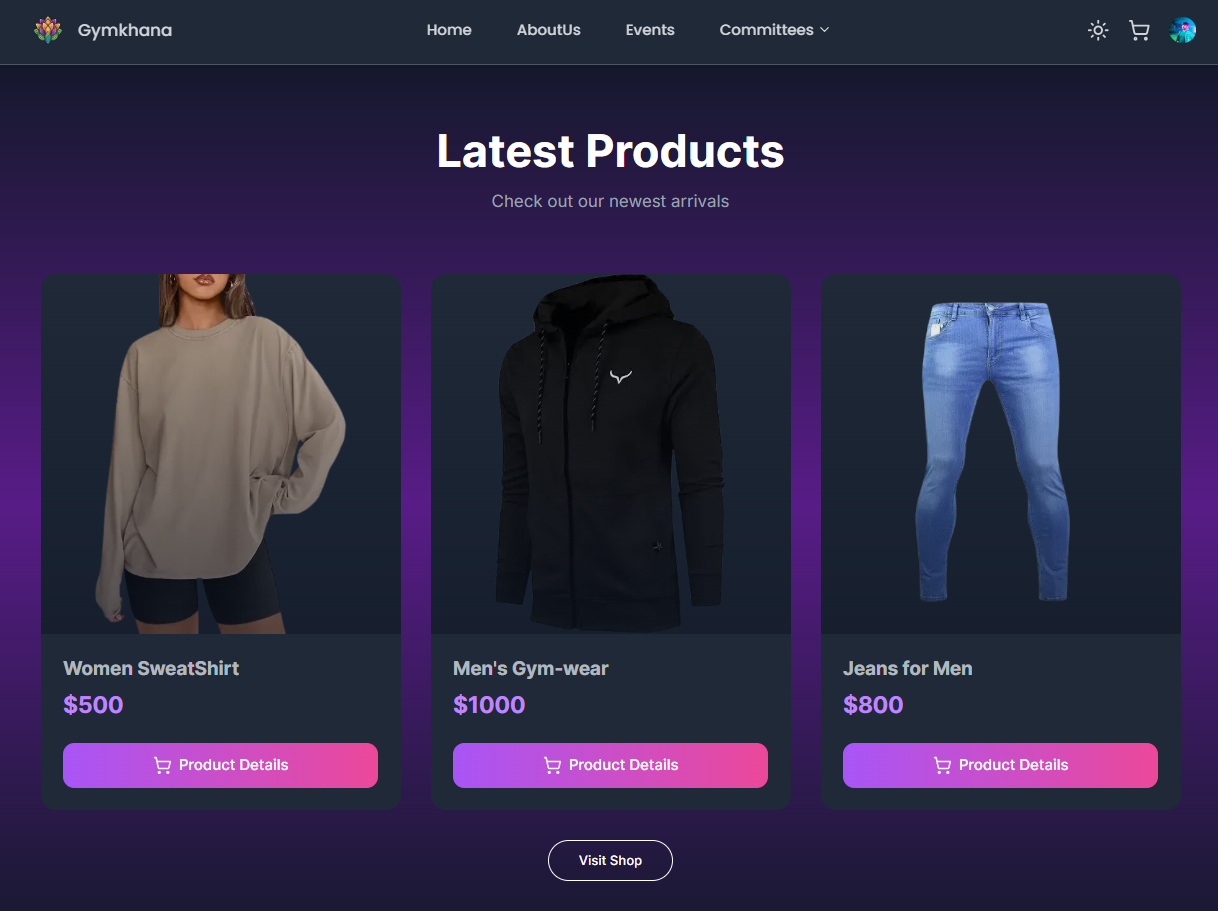 Gymkhana
Home
AboutUs
Events
Committees
Latest Products
Check out our newest arrivals
Women SweatShirt
$500
Product Details
Men's Gym-wear
$1000
Product Details
Jeans for Men
$800
Product Details
Visit Shop